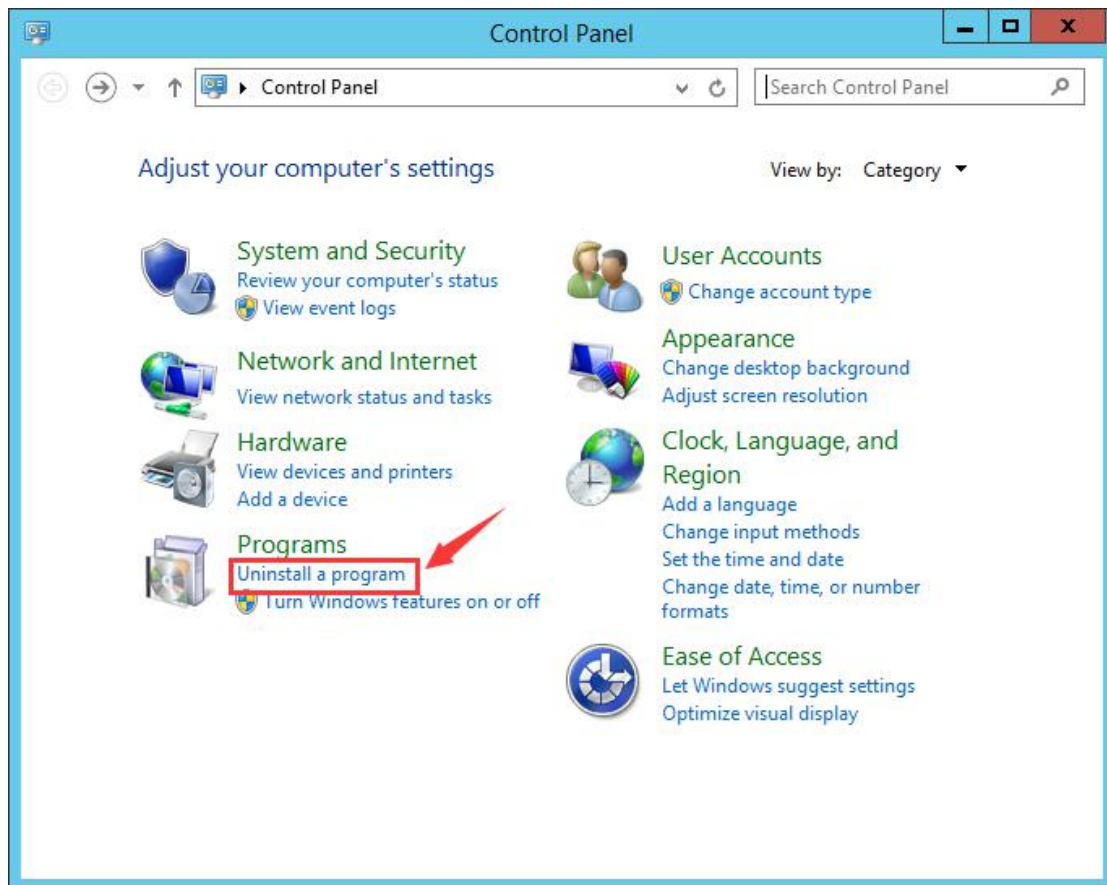 Control Panel
Control Panel
Search Control Panel
Adjust your computer's settings
View by: Category
System and Security
Review your computer's status
View event logs
Network and Internet
View network status and tasks
Hardware
View devices and printers
Add a device
Programs
Uninstall a program
Turn Windows features on or off
User Accounts
Change account type
Appearance
Change desktop background
Adjust screen resolution
Clock, Language, and
Region
Add a language
Change input methods
Set the time and date
Change date, time, or number
formats
Ease of Access
Let Windows suggest settings
Optimize visual display